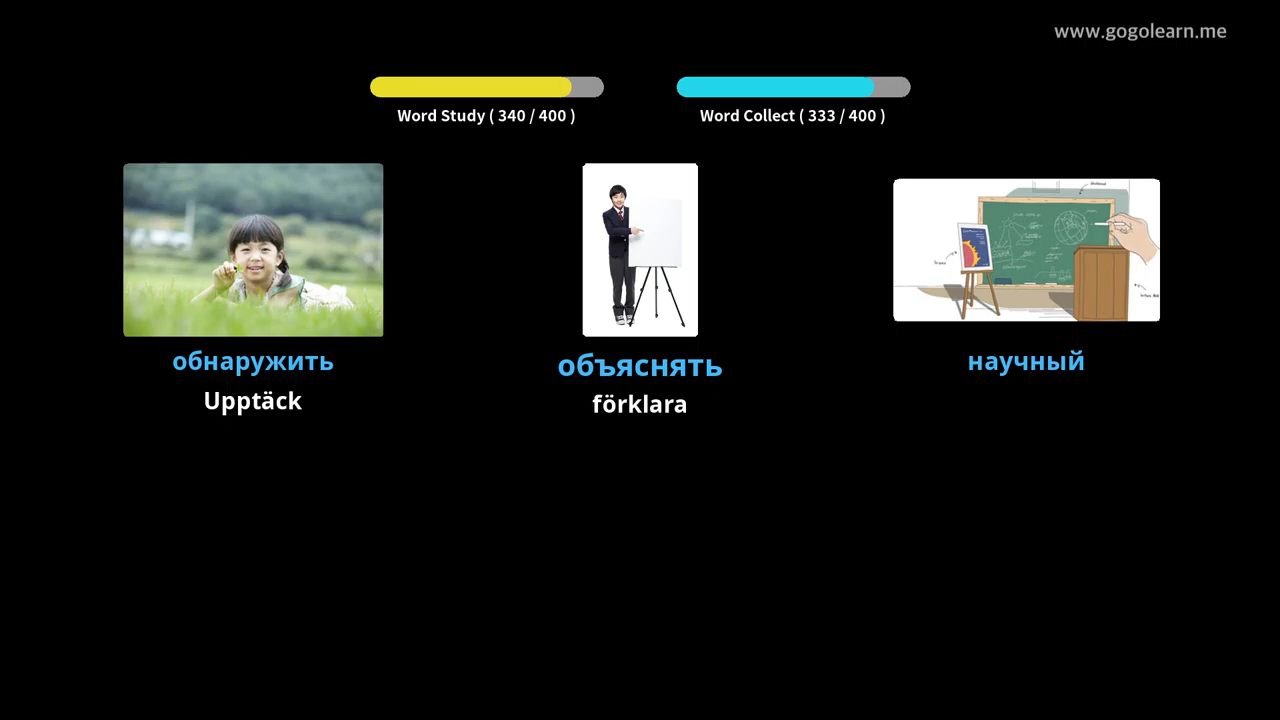 www.gogolearn.me
Word Study ( 340 / 400 )
Word Collect ( 333 / 400 )
обнаружить
объяснять
научный
Upptäck
förklara